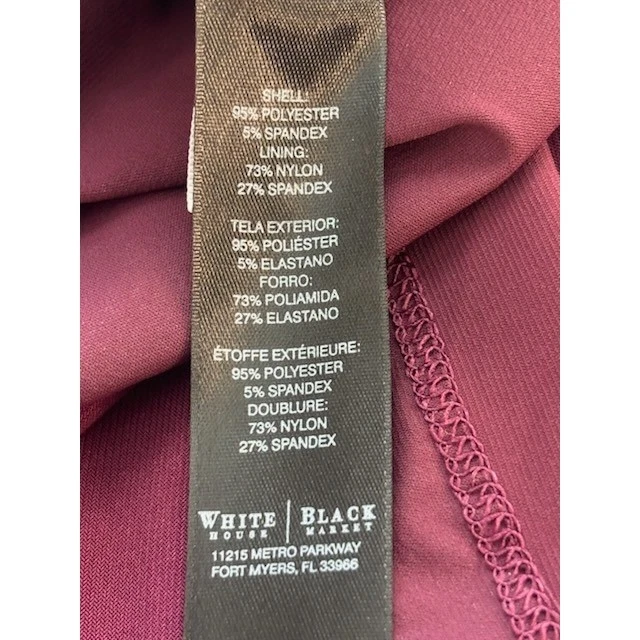 SHELL:
95% POLYESTER
5% SPANDEX
LINING:
73% NYLON
27% SPANDEX
TELA EXTERIOR:
95% POLIÉSTER
5% ELASTANO
FORRO:
73% POLIAMIDA
27% ELASTANO
ÉTOFFE EXTÉRIEURE:
95% POLYESTER
5% SPANDEX
DOUBLURE:
73% NYLON
27% SPANDEX
WHITE | BLACK
HOUSE | MARKET
11215 METRO PARKWAY
FORT MYERS, FL 33966